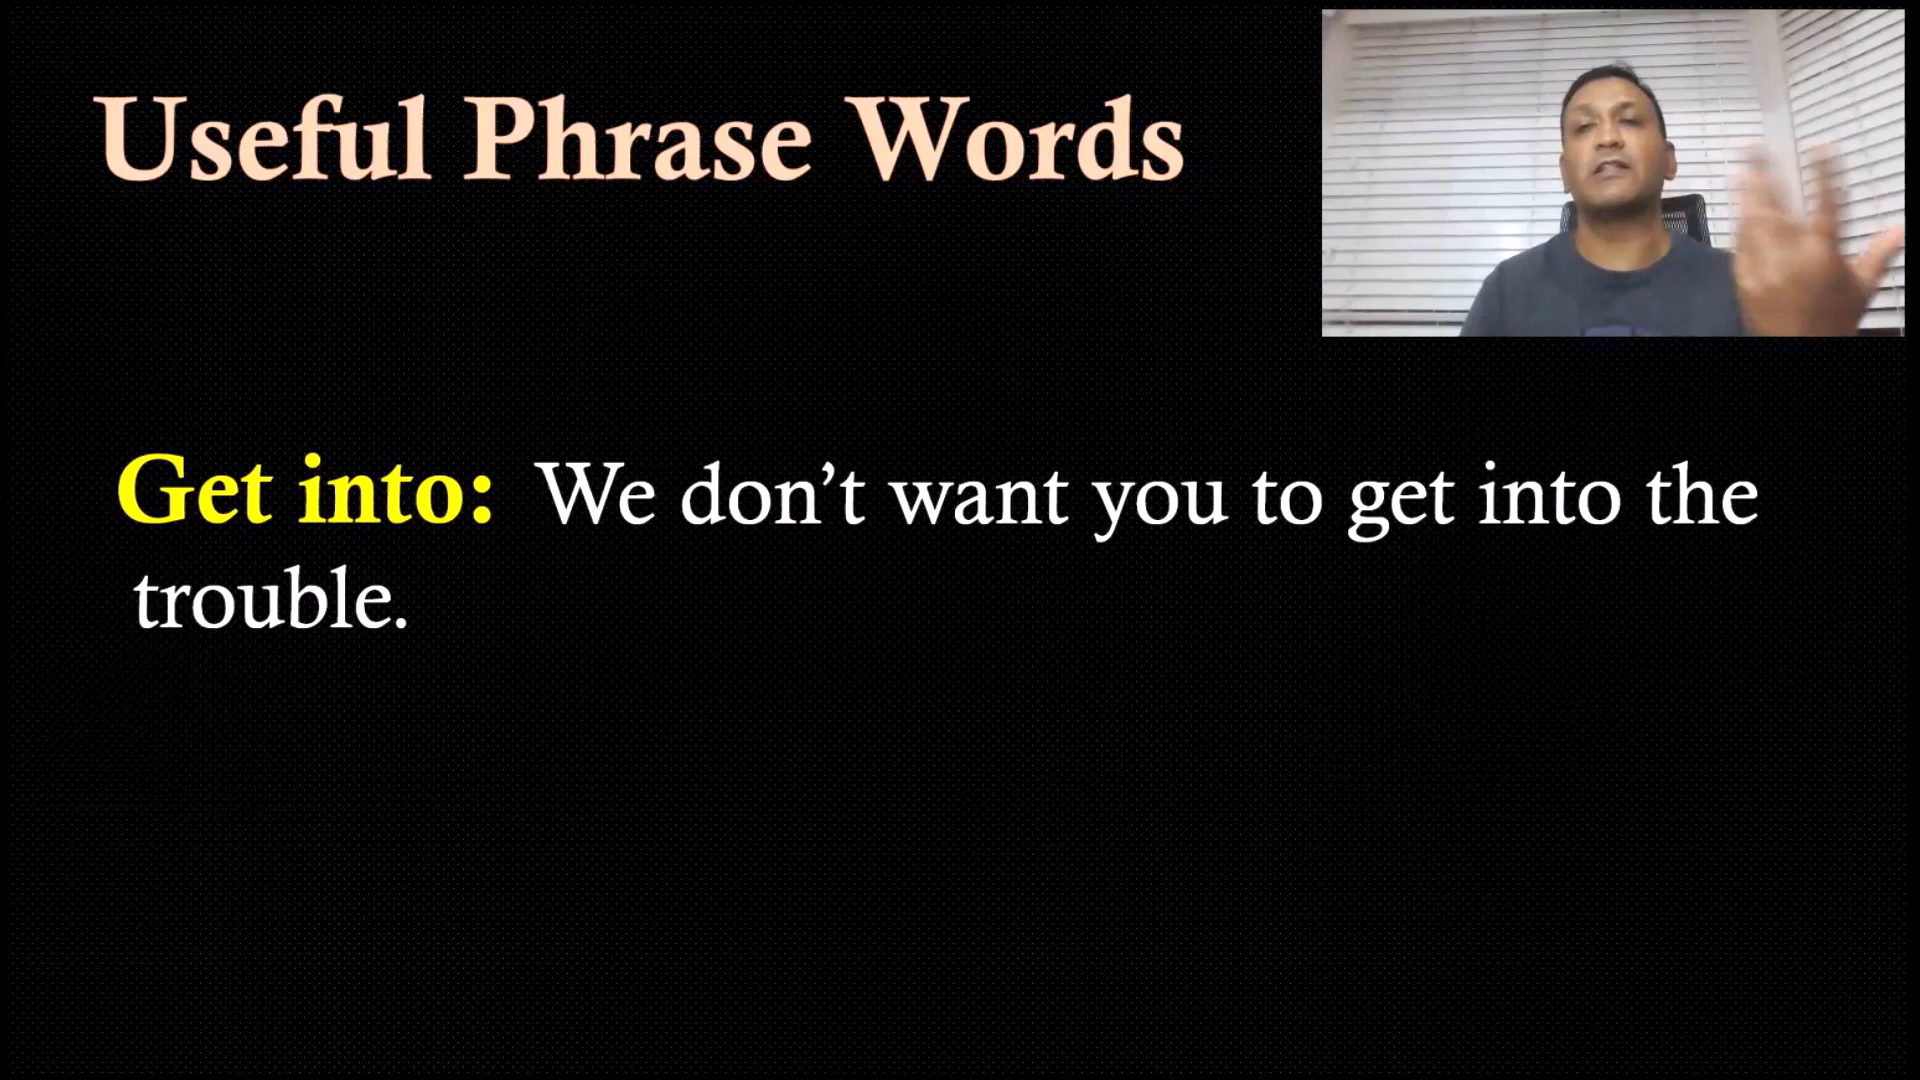 Useful Phrase Words
Get into: We don’t want you to get into the
trouble.